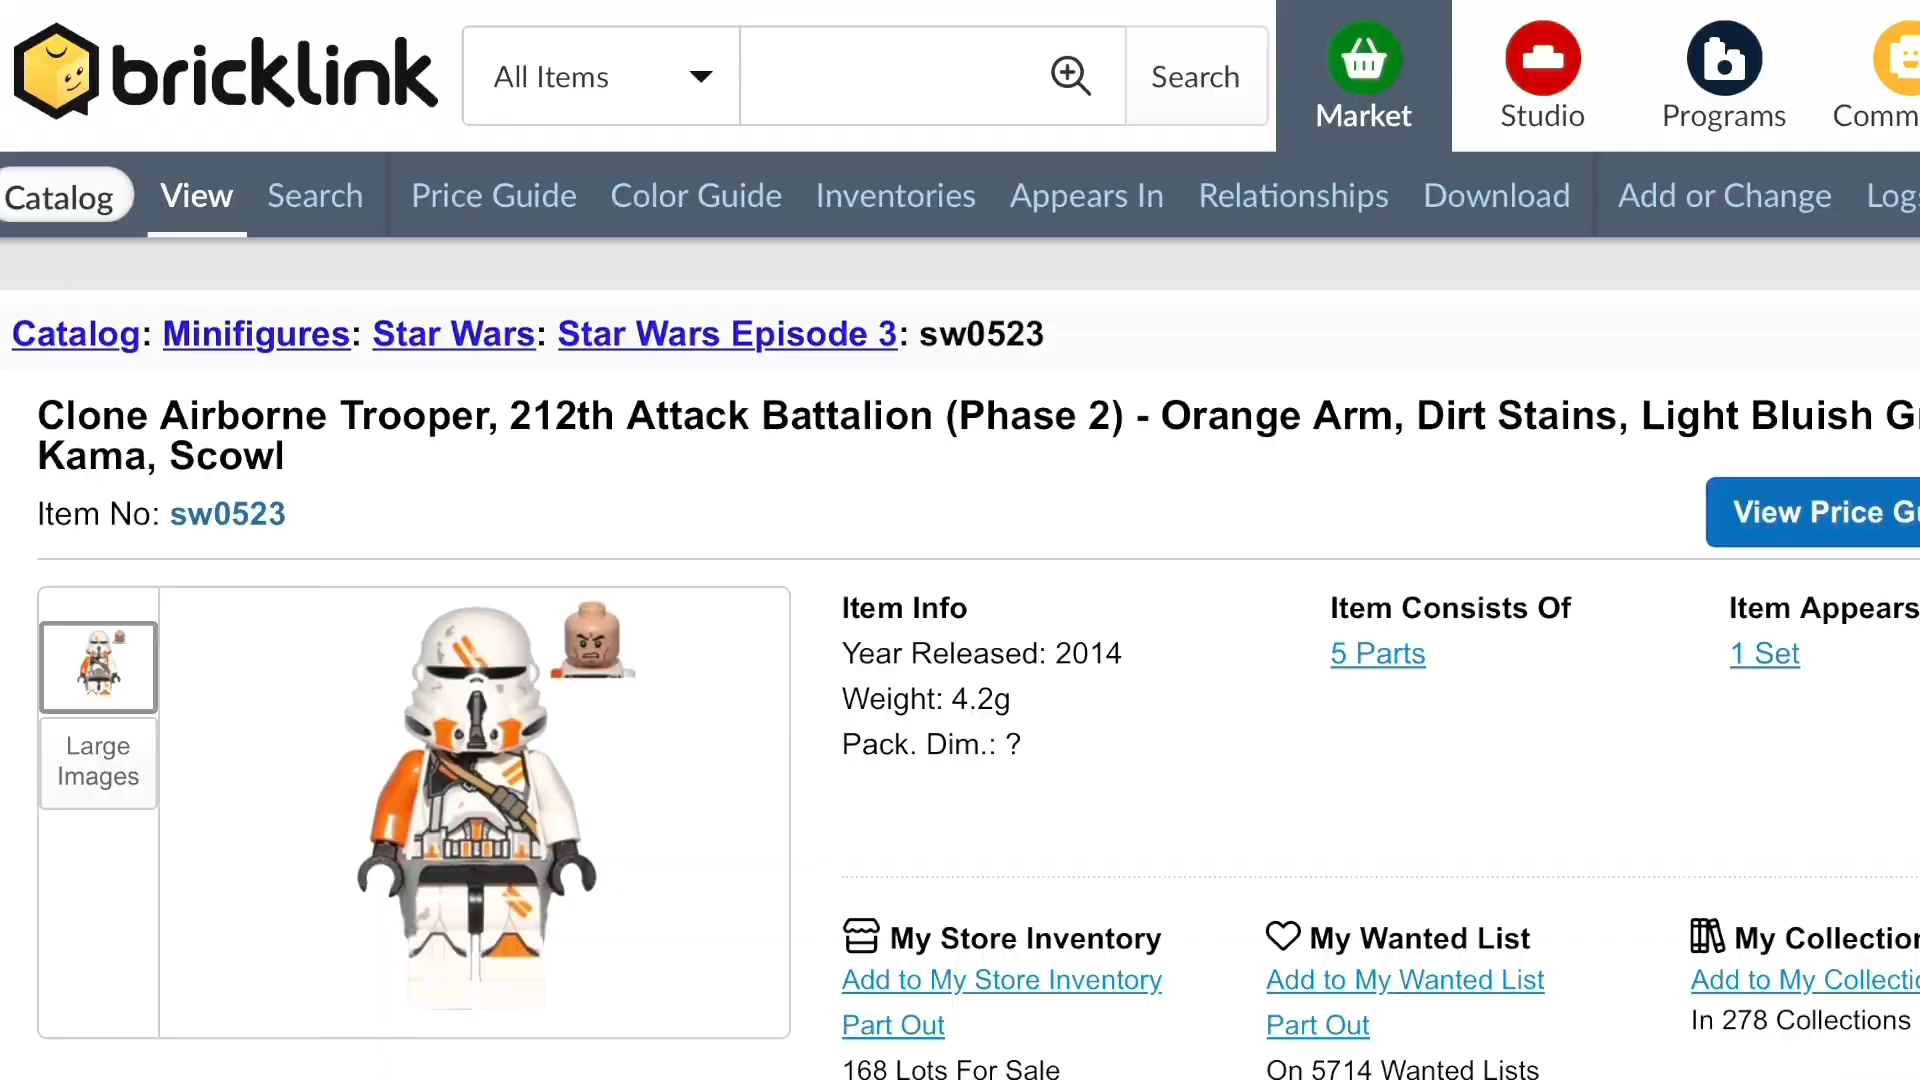 bricklink
All Items
Search
Market
Studio
Programs
Catalog
View
Search
Price Guide
Color Guide
Inventories
Appears In
Relationships
Download
Add or Change
Catalog: Minifigures: Star Wars: Star Wars Episode 3: sw0523
Clone Airborne Trooper, 212th Attack Battalion (Phase 2) - Orange Arm, Dirt Stains, Light Bluish
Kama, Scowl
Item No: sw0523
View Price
Large
Images
Item Info
Year Released: 2014
Weight: 4.2g
Pack. Dim.: ?
Item Consists Of
5 Parts
Item Appears
1 Set
My Store Inventory
Add to My Store Inventory
Part Out
168 Lots For Sale
My Wanted List
Add to My Wanted List
Part Out
On 5714 Wanted Lists
My Collection
Add to My
In 278 Collections